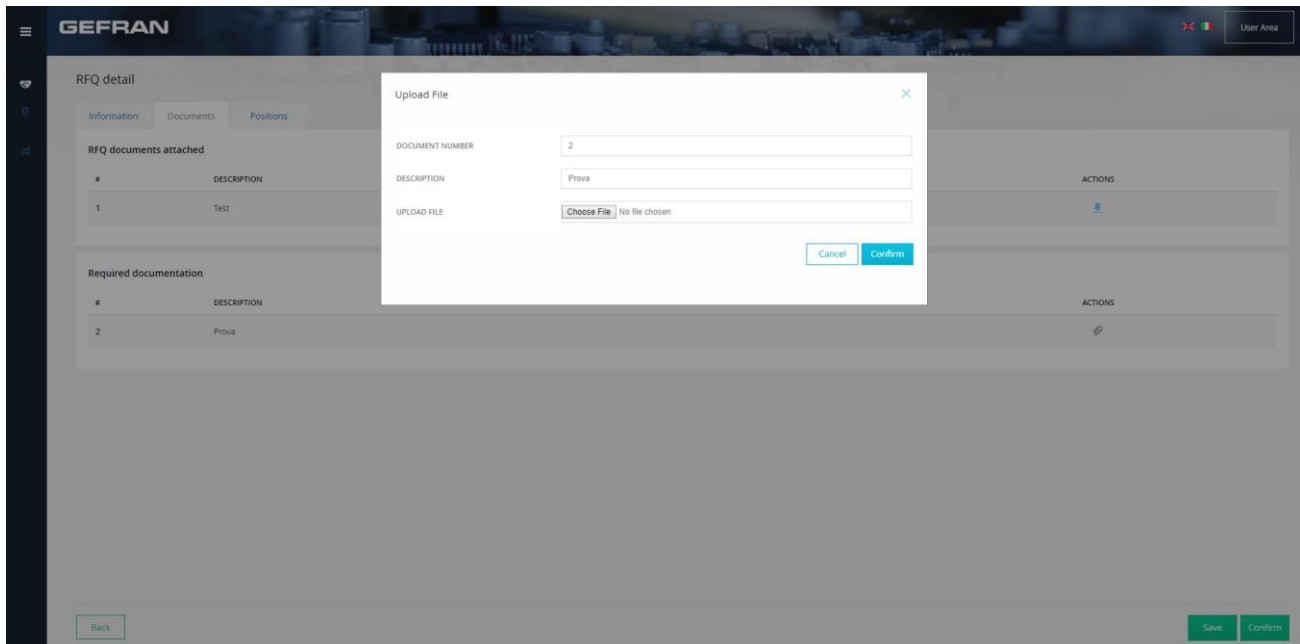 GEFRAN
User Area
RFQ detail
Information Documents Positions
RFQ documents attached
# DESCRIPTION ACTIONS
1 Test
Required documentation
# DESCRIPTION ACTIONS
2 Prova
Upload File
DOCUMENT NUMBER 2
DESCRIPTION Prova
UPLOAD FILE Choose File No file chosen
Cancel Confirm
Back Save Confirm